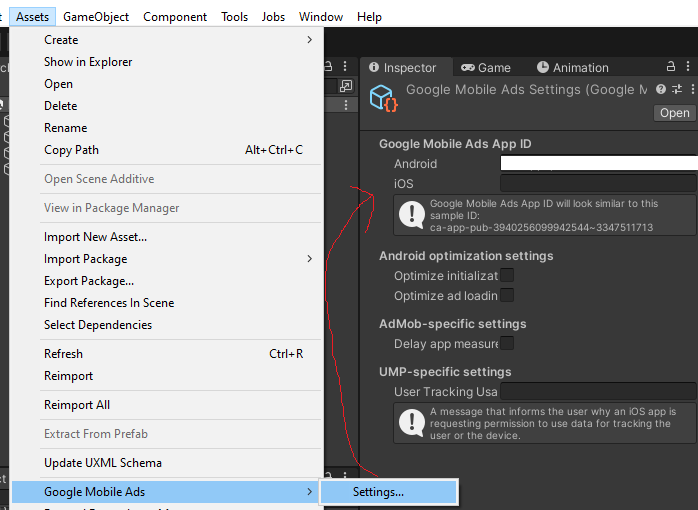 Assets GameObject Component Tools Jobs Window Help
Create
Show in Explorer
Open
Delete
Rename
Copy Path Alt+Ctrl+C
Open Scene Additive
View in Package Manager
Import New Asset...
Import Package
Export Package...
Find References In Scene
Select Dependencies
Refresh Ctrl+R
Reimport
Reimport All
Extract From Prefab
Update UXML Schema
Google Mobile Ads
Settings...
Inspector Game Animation
Google Mobile Ads Settings (Google M
Open
Google Mobile Ads App ID
Android
iOS
Google Mobile Ads App ID will look similar to this
sample ID:
ca-app-pub-3940256099942544~3347511713
Android optimization settings
Optimize initializat
Optimize ad loadin
AdMob-specific settings
Delay app measure
UMP-specific settings
User Tracking Usa
A message that informs the user why an iOS app is
requesting permission to use data for tracking
the user or the device.